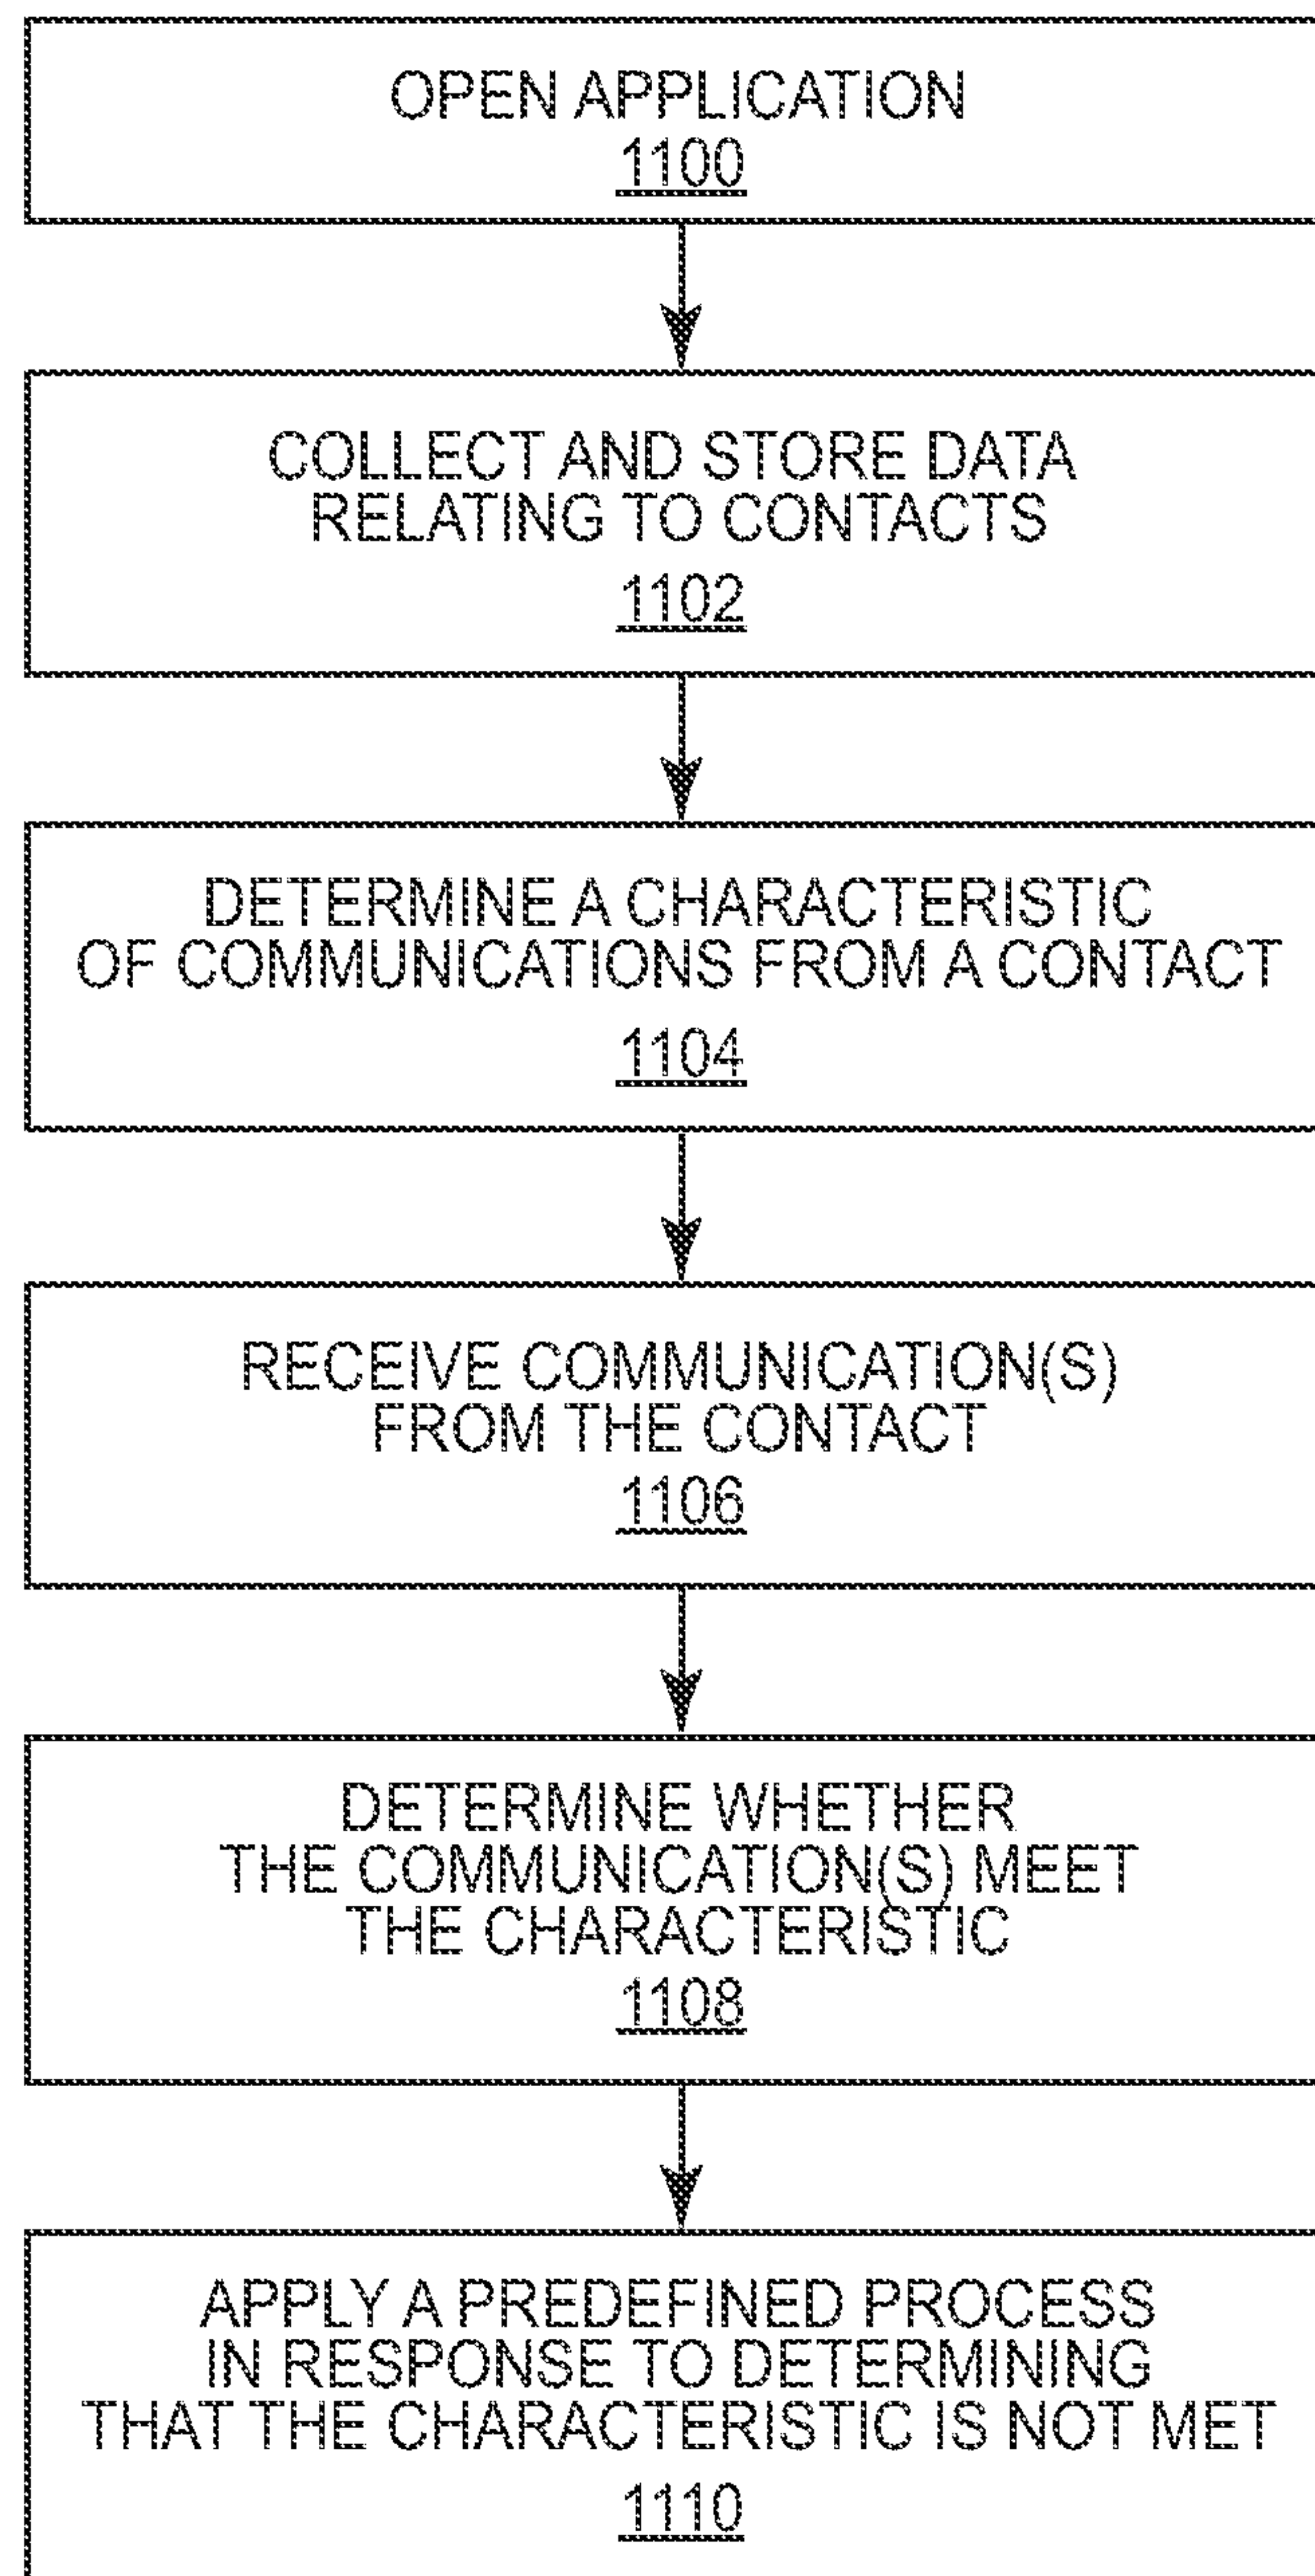 OPEN APPLICATION
1100
COLLECT AND STORE DATA
RELATING TO CONTACTS
1102
DETERMINE A CHARACTERISTIC
OF COMMUNICATIONS FROM A CONTACT
1104
RECEIVE COMMUNICATION(S)
FROM THE CONTACT
1106
DETERMINE WHETHER
THE COMMUNICATION(S) MEET
THE CHARACTERISTIC
1108
APPLY A PREDEFINED PROCESS
IN RESPONSE TO DETERMINING
THAT THE CHARACTERISTIC IS NOT MET
1110